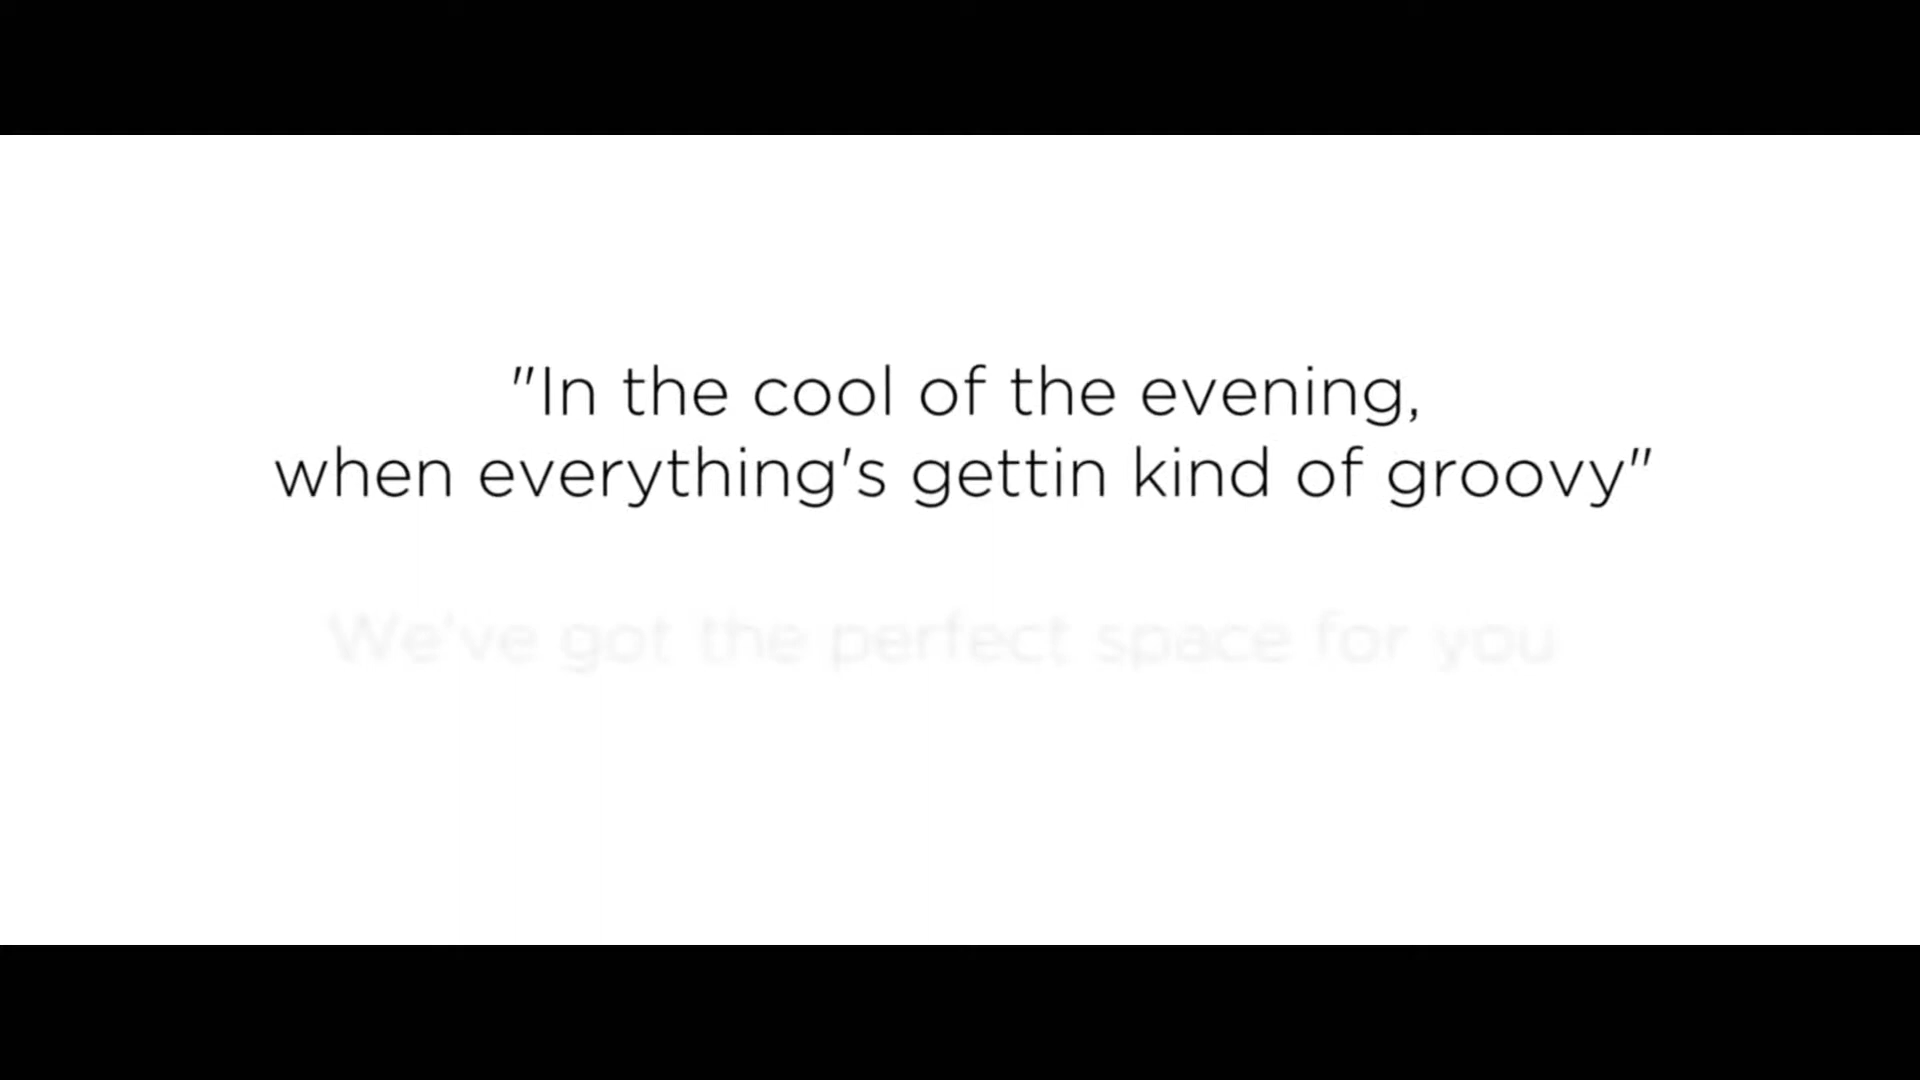 "In the cool of the evening,
when everything's gettin kind of groovy"
We've got the perfect space for you